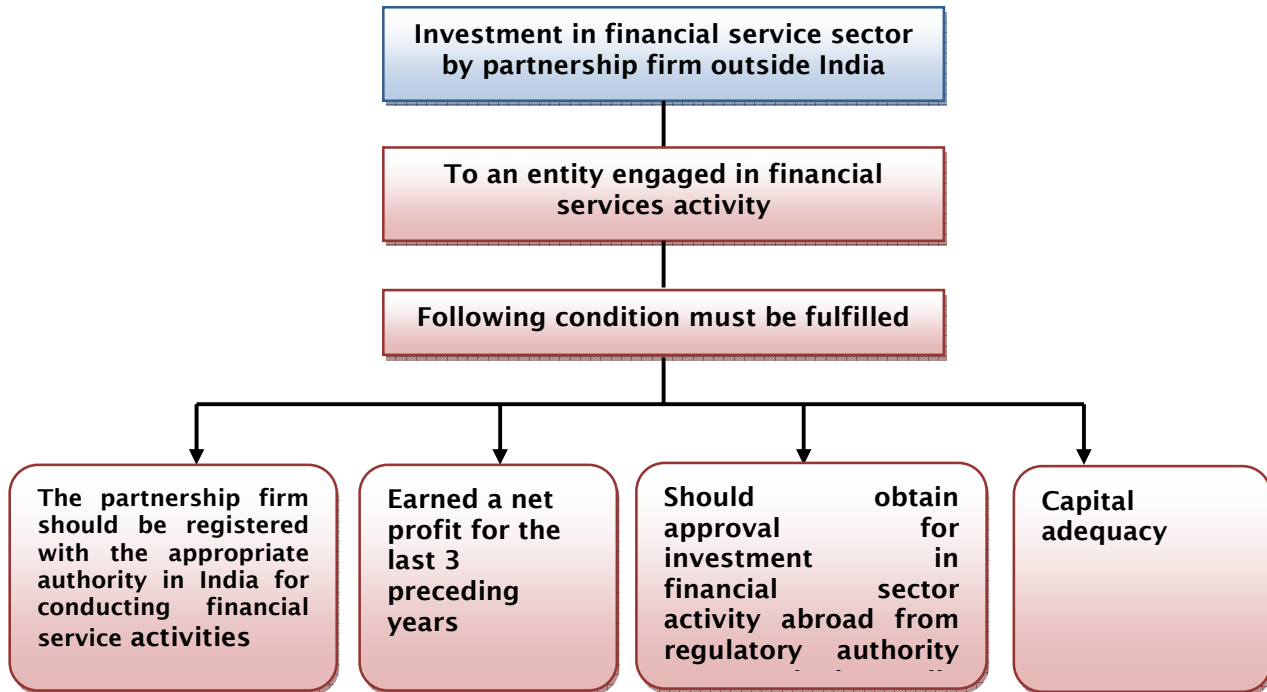 Investment in financial service sector
by partnership firm outside India
To an entity engaged in financial
services activity
Following condition must be fulfilled
The partnership firm
should be registered
with the appropriate
authority in India for
conducting financial
service activities
Earned a net
profit for the
last 3
preceding
years
Should obtain
approval for
investment in
financial sector
activity abroad from
regulatory authority
Capital
adequacy